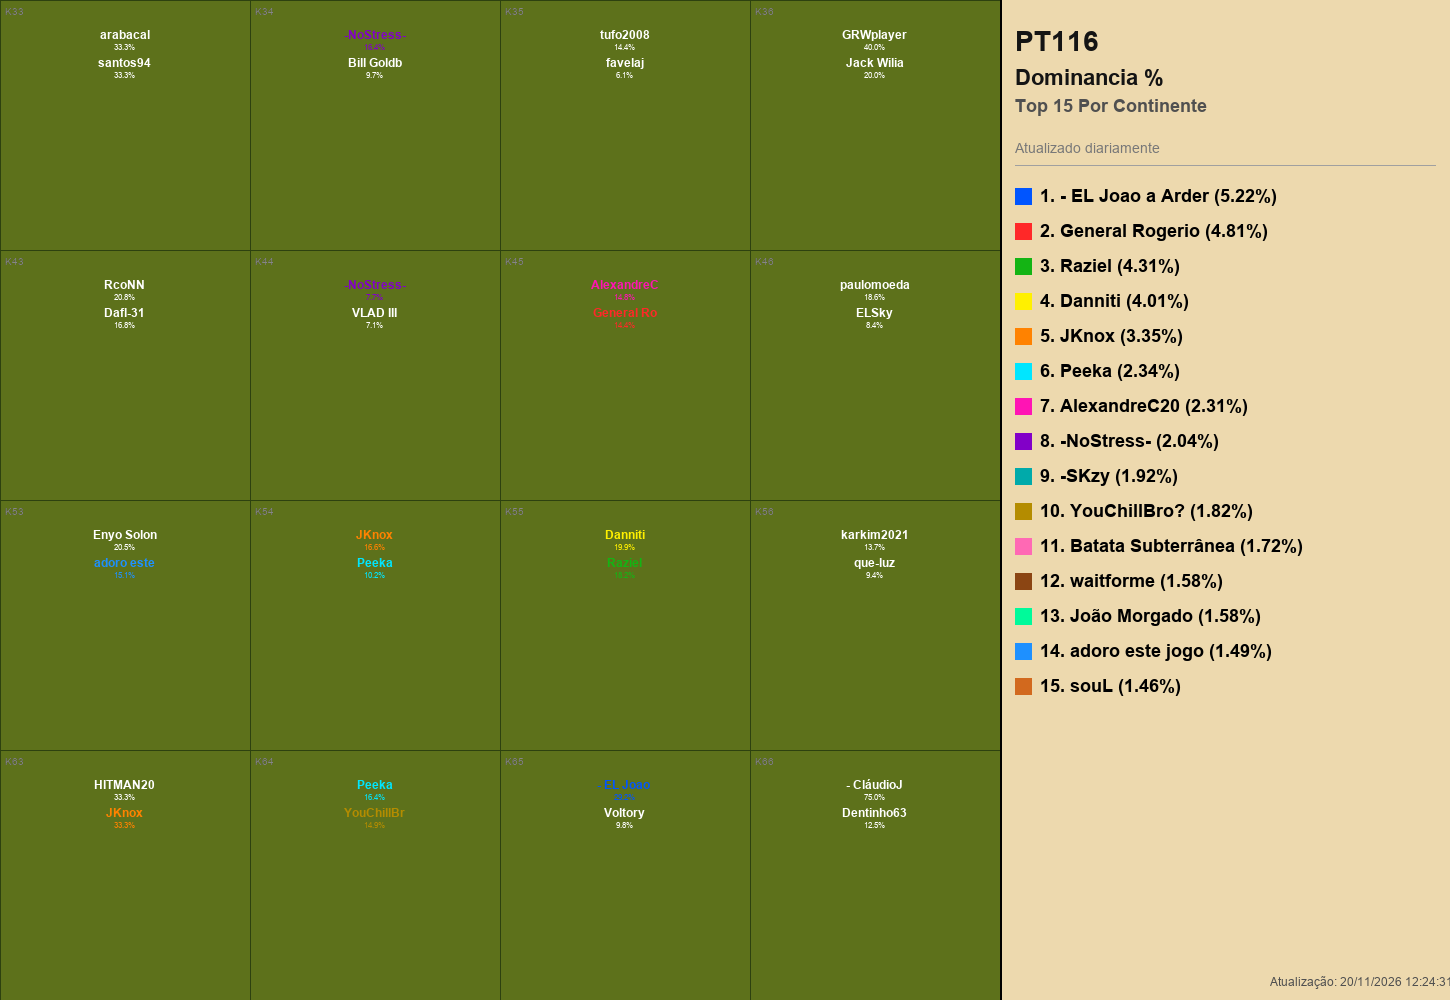 K33
arabacal
33.3%
santos94
33.3%
K34
-NoStress-
Bill Goldb
9.7%
K35
tufo2008
14.4%
favelaj
6.1%
K36
GRWplayer
40.0%
Jack Wilia
20.0%
K43
RcoNN
20.8%
Dafl-31
16.8%
K44
-NoStress-
7.7%
VLAD III
7.1%
K45
AlexandreC
General Ro
K46
paulomoeda
18.6%
ELSky
8.4%
K53
Enyo Solon
20.5%
adoro este
K54
JKnox
16.6%
Peeka
10.2%
K55
Danniti
19.9%
Raziel
K56
karkim2021
13.7%
que-luz
9.4%
K63
HITMAN20
33.3%
JKnox
33.3%
K64
Peeka
16.4%
YouChillBr
14.9%
K65
- EL Joao
Voltory
9.8%
K66
- CláudioJ
75.0%
Dentinho63
12.5%
PT116
Dominancia %
Top 15 Por Continente
Atualizado diariamente
1. - EL Joao a Arder (5.22%)
2. General Rogerio (4.81%)
3. Raziel (4.31%)
4. Danniti (4.01%)
5. JKnox (3.35%)
6. Peeka (2.34%)
7. AlexandreC20 (2.31%)
8. -NoStress- (2.04%)
9. -SKzy (1.92%)
10. YouChillBro? (1.82%)
11. Batata Subterrânea (1.72%)
12. waitforme (1.58%)
13. João Morgado (1.58%)
14. adoro este jogo (1.49%)
15. souL (1.46%)
Atualização: 20/11/2026 12:24:31